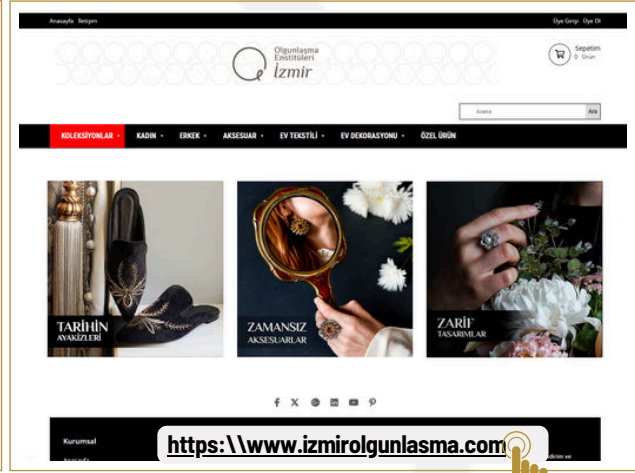 Anasayfa İletişim
Üye Girişi Üye Ol
Olgunlaşma
Enstitüleri
İzmir
Sepetim
0 Ürün
Arama
Ara
KOLEKSİYONLAR
KADIN
ERKEK
AKSESUAR
EV TEKSTİLİ
EV DEKORASYONU
ÖZEL ÜRÜN
TARİHİN
AYAKİZLERİ
ZAMANSIZ
AKSESUARLAR
ZARİF
TASARIMLAR
Kurumsal
Anasayfa
https:\\www.izmirolgunlasma.com